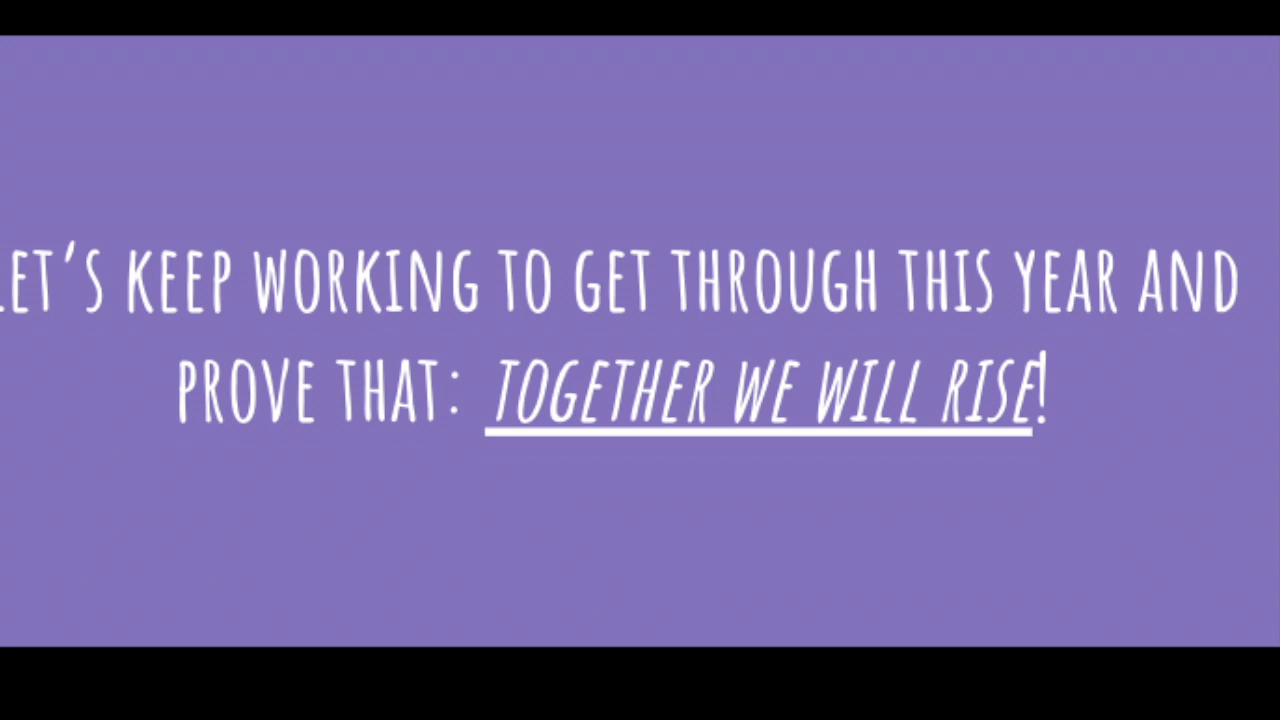 LET'S KEEP WORKING TO GET THROUGH THIS YEAR AND
PROVE THAT: TOGETHER WE WILL RISE!